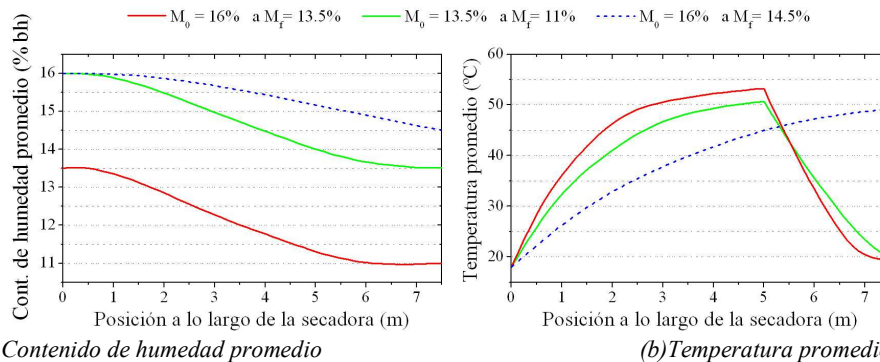 M₀ = 16% a M_f= 13.5% M₀ = 13.5% a M_f= 11% M₀ = 16% a M_f= 14.5%
Cont. de humedad promedio (% bh)
16
15
14
13
12
11
0 1 2 3 4 5 6 7
Posición a lo largo de la secadora (m)
Temperatura promedio (ºC)
60
50
40
30
20
0 1 2 3 4 5 6 7
Posición a lo largo de la secadora (m)
Contenido de humedad promedio
(b)Temperatura promedi